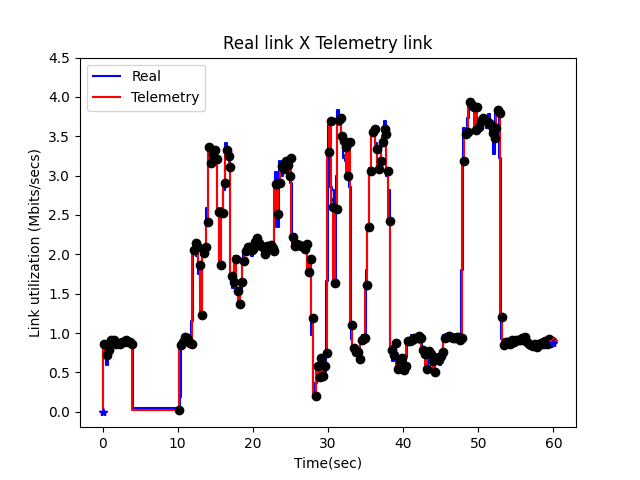 Real link X Telemetry link
Real
Telemetry
Link utilization (Mbits/secs)
4.5
4.0
3.5
3.0
2.5
2.0
1.5
1.0
0.5
0.0
0 10 20 30 40 50 60
Time(sec)